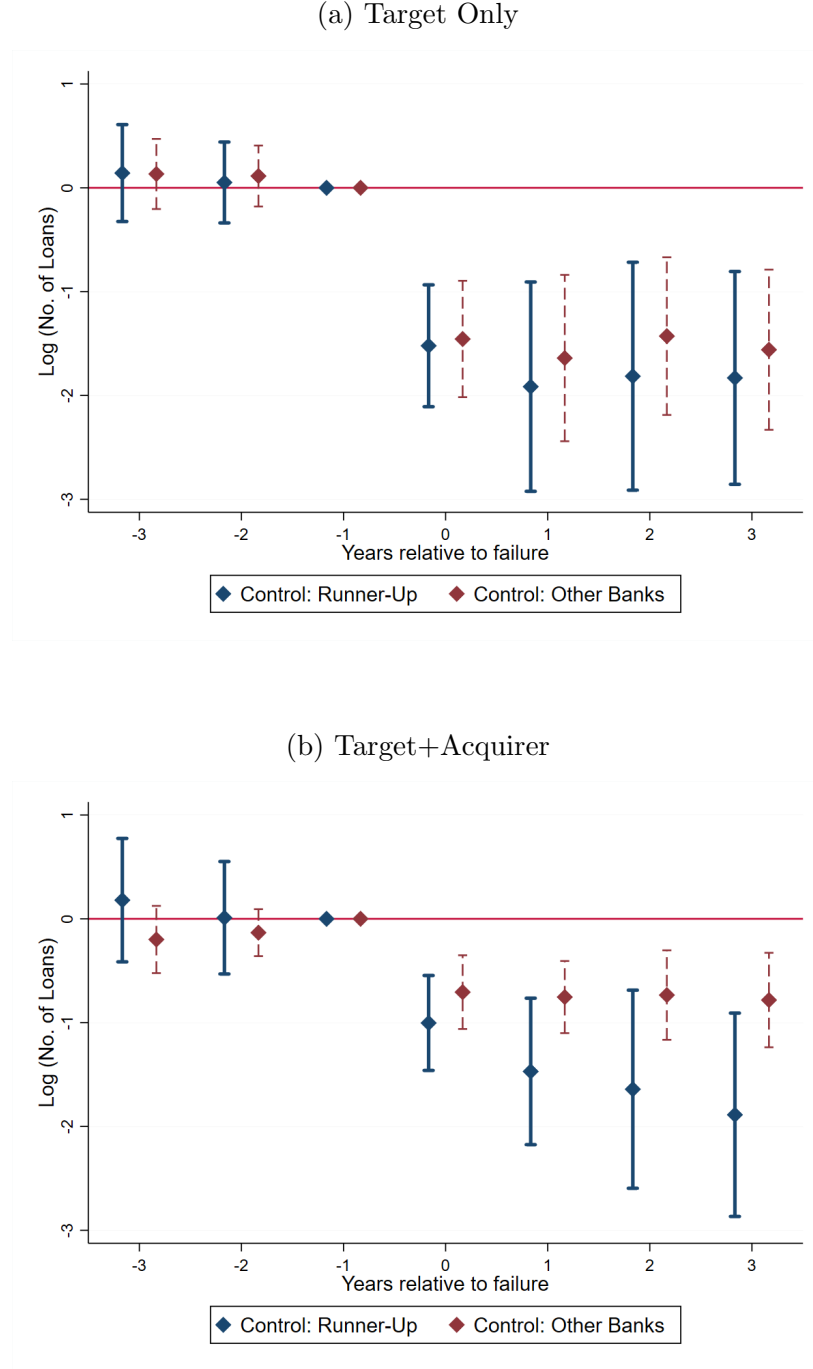 (a) Target Only
Log (No. of Loans)
1
0
-1
-2
-3
-3 -2 -1 0 1 2 3
Years relative to failure
Control: Runner-Up Control: Other Banks
(b) Target+Acquirer
Log (No. of Loans)
1
0
-1
-2
-3
-3 -2 -1 0 1 2 3
Years relative to failure
Control: Runner-Up Control: Other Banks